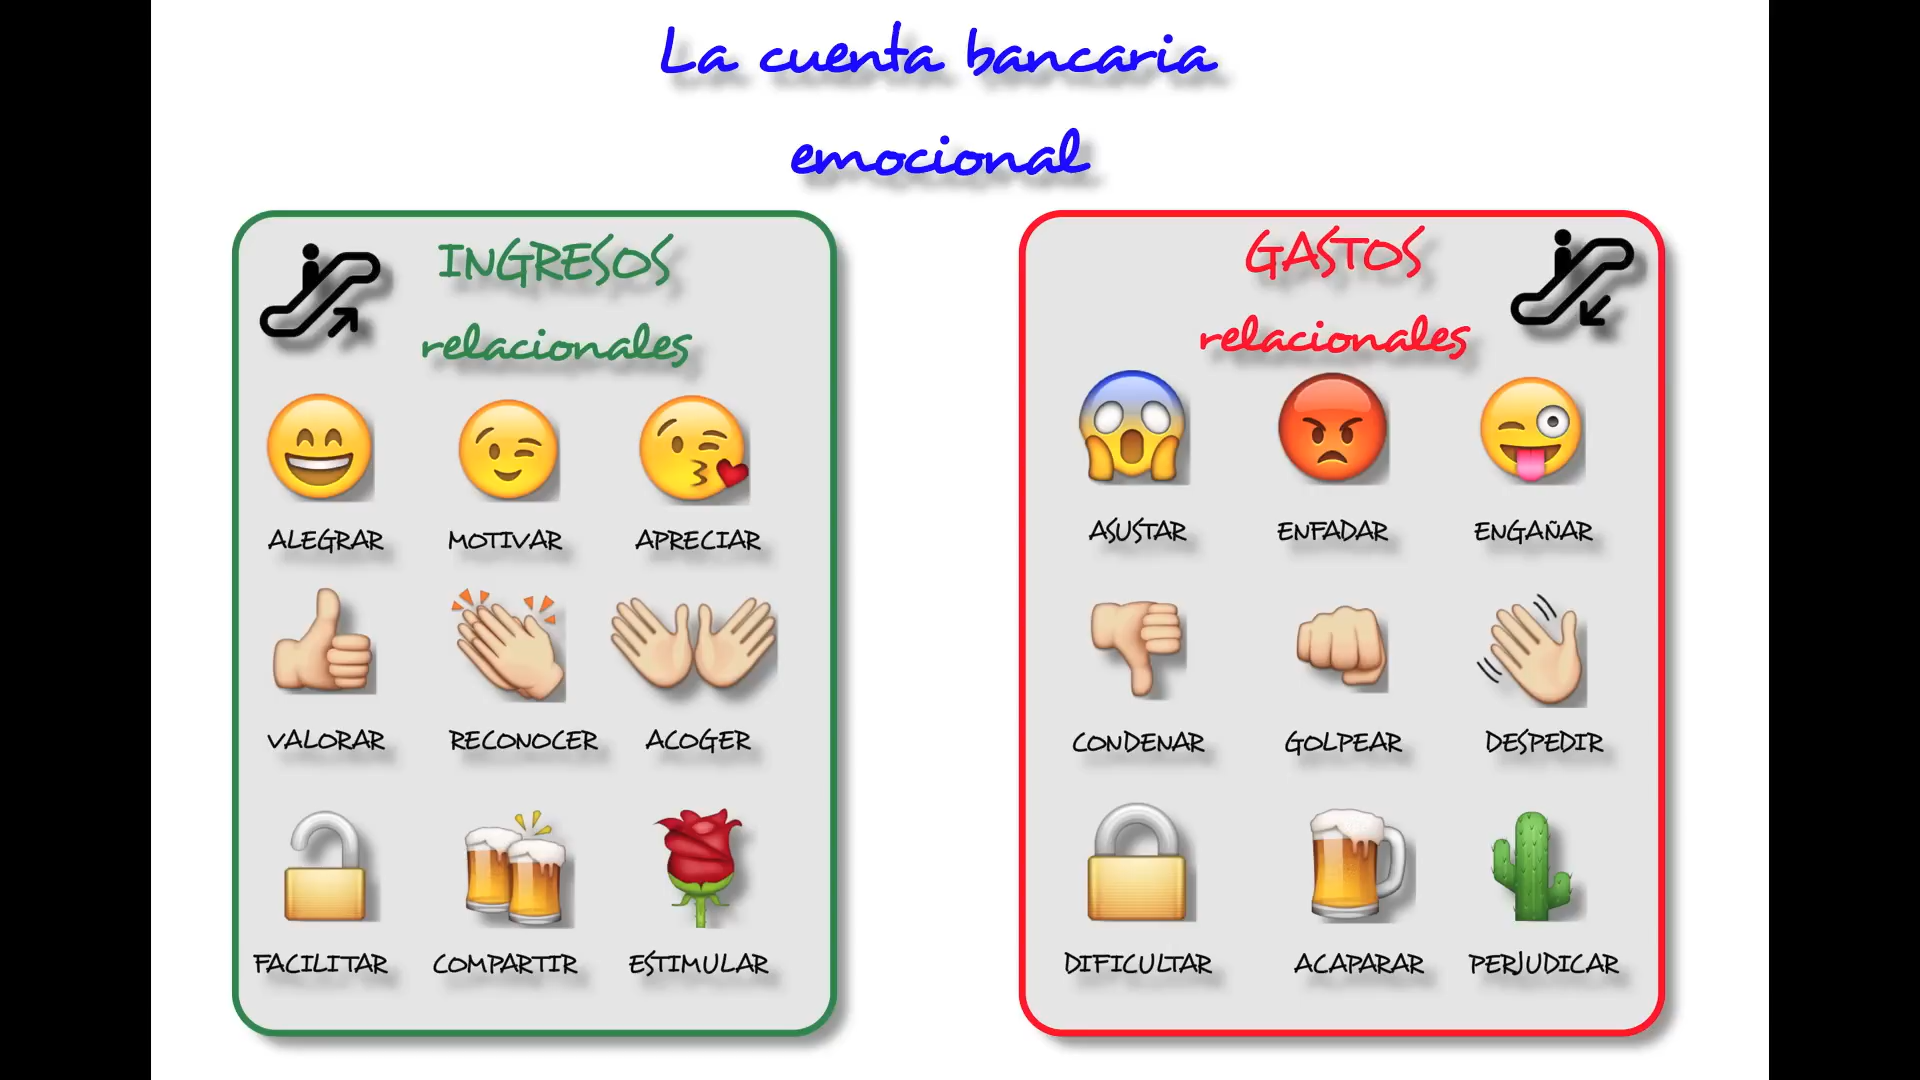 La cuenta bancaria
emocional
INGRESOS
relacionales
ALEGRAR MOTIVAR APRECIAR
VALORAR RECONOCER ACOGER
FACILITAR COMPARTIR ESTIMULAR
GASTOS
relacionales
ASUSTAR ENFADAR ENGAÑAR
CONDENAR GOLPEAR DESPEDIR
DIFICULTAR ACAPARAR PERJUDICAR